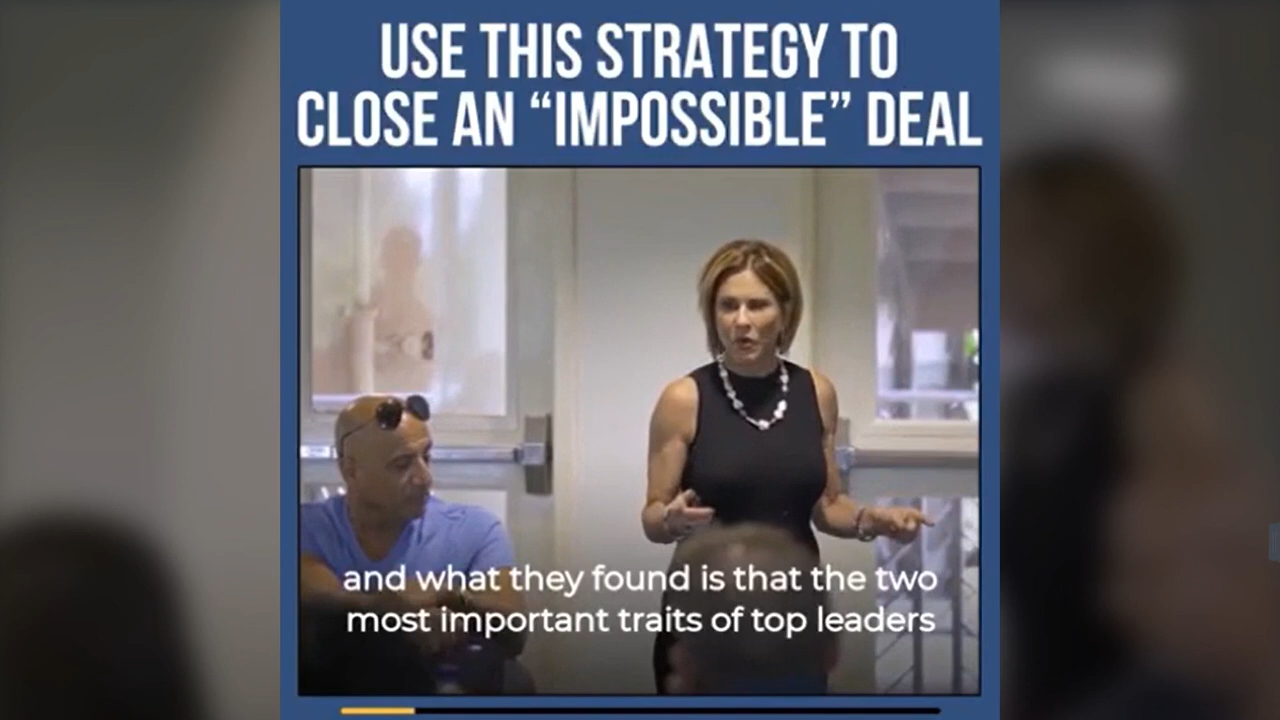 USE THIS STRATEGY TO
CLOSE AN “IMPOSSIBLE” DEAL
and what they found is that the two
most important traits of top leaders